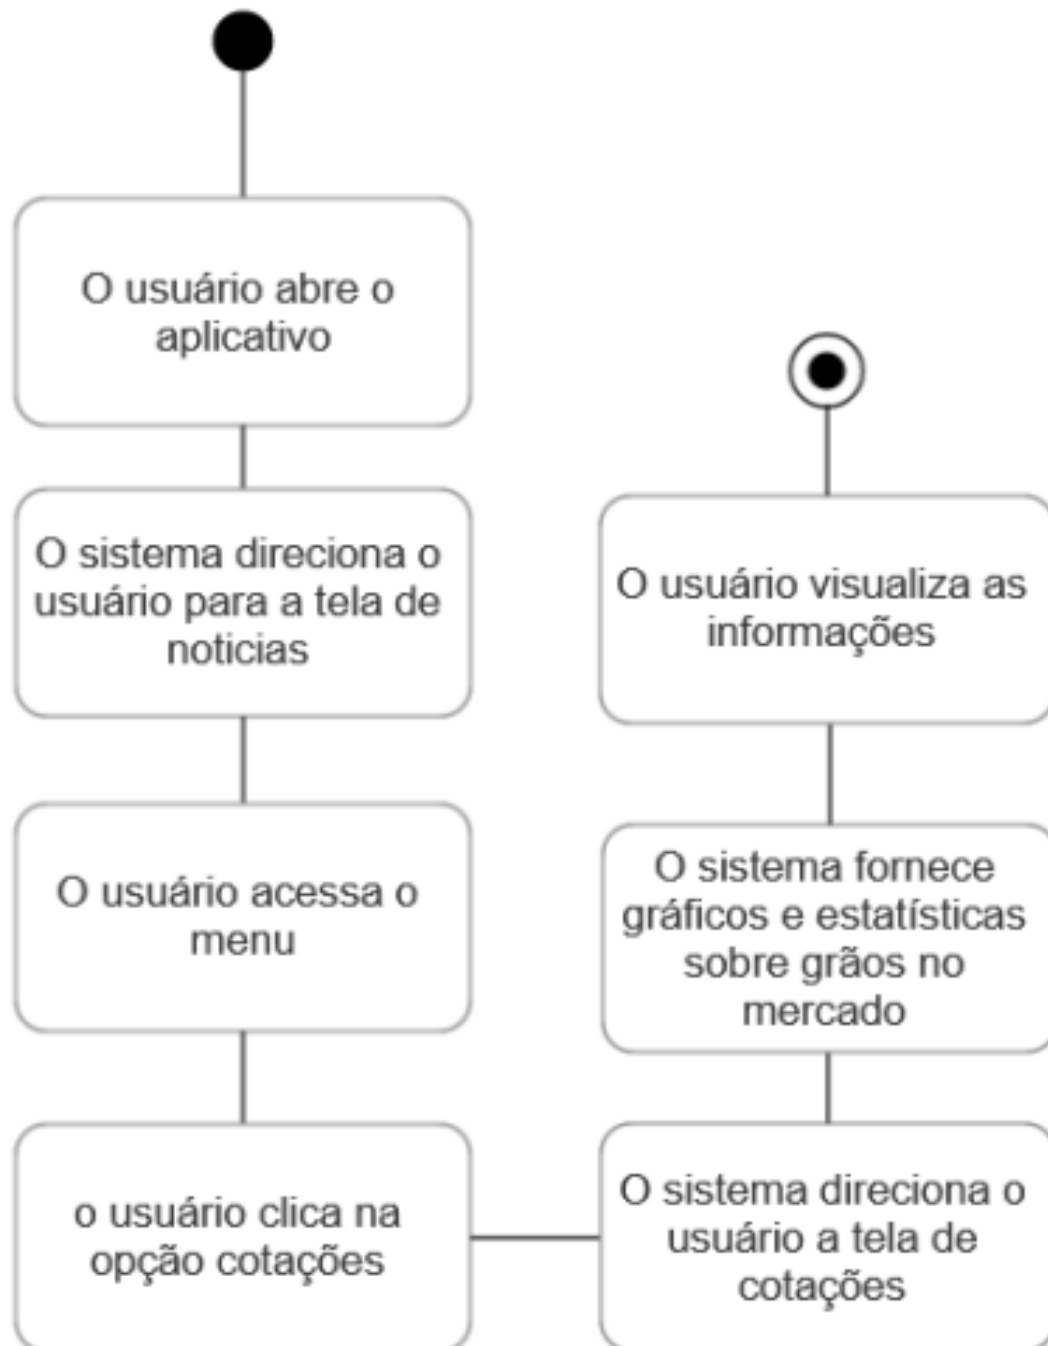 O usuário abre o
aplicativo
O sistema direciona o
usuário para a tela de
noticias
O usuário acessa o
menu
o usuário clica na
opção cotações
O sistema direciona o
usuário a tela de
cotações
O sistema fornece
gráficos e estatísticas
sobre grãos no
mercado
O usuário visualiza as
informações